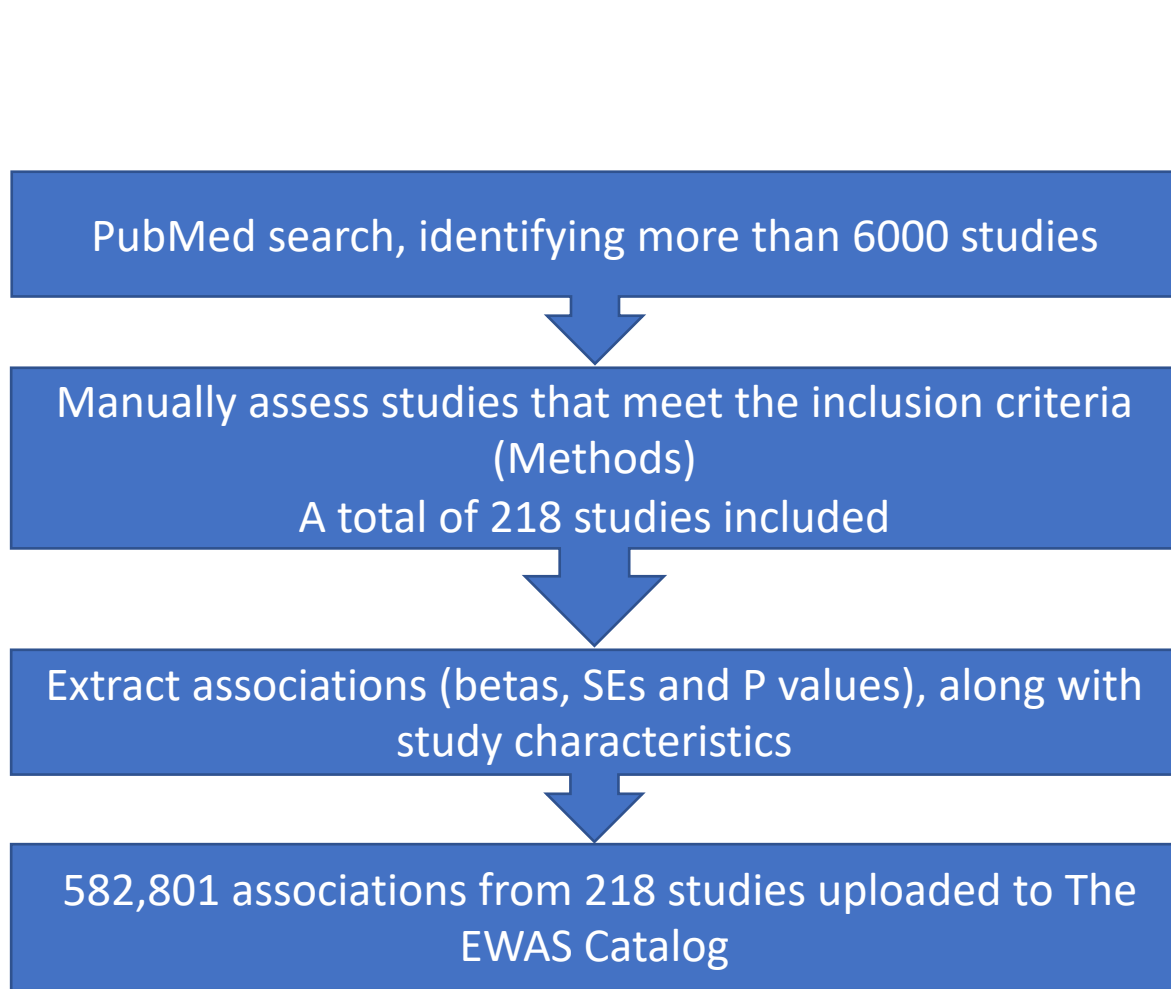 PubMed search, identifying more than 6000 studies
Manually assess studies that meet the inclusion criteria
(Methods)
A total of 218 studies included
Extract associations (betas, SEs and P values), along with
study characteristics
582,801 associations from 218 studies uploaded to The
EWAS Catalog